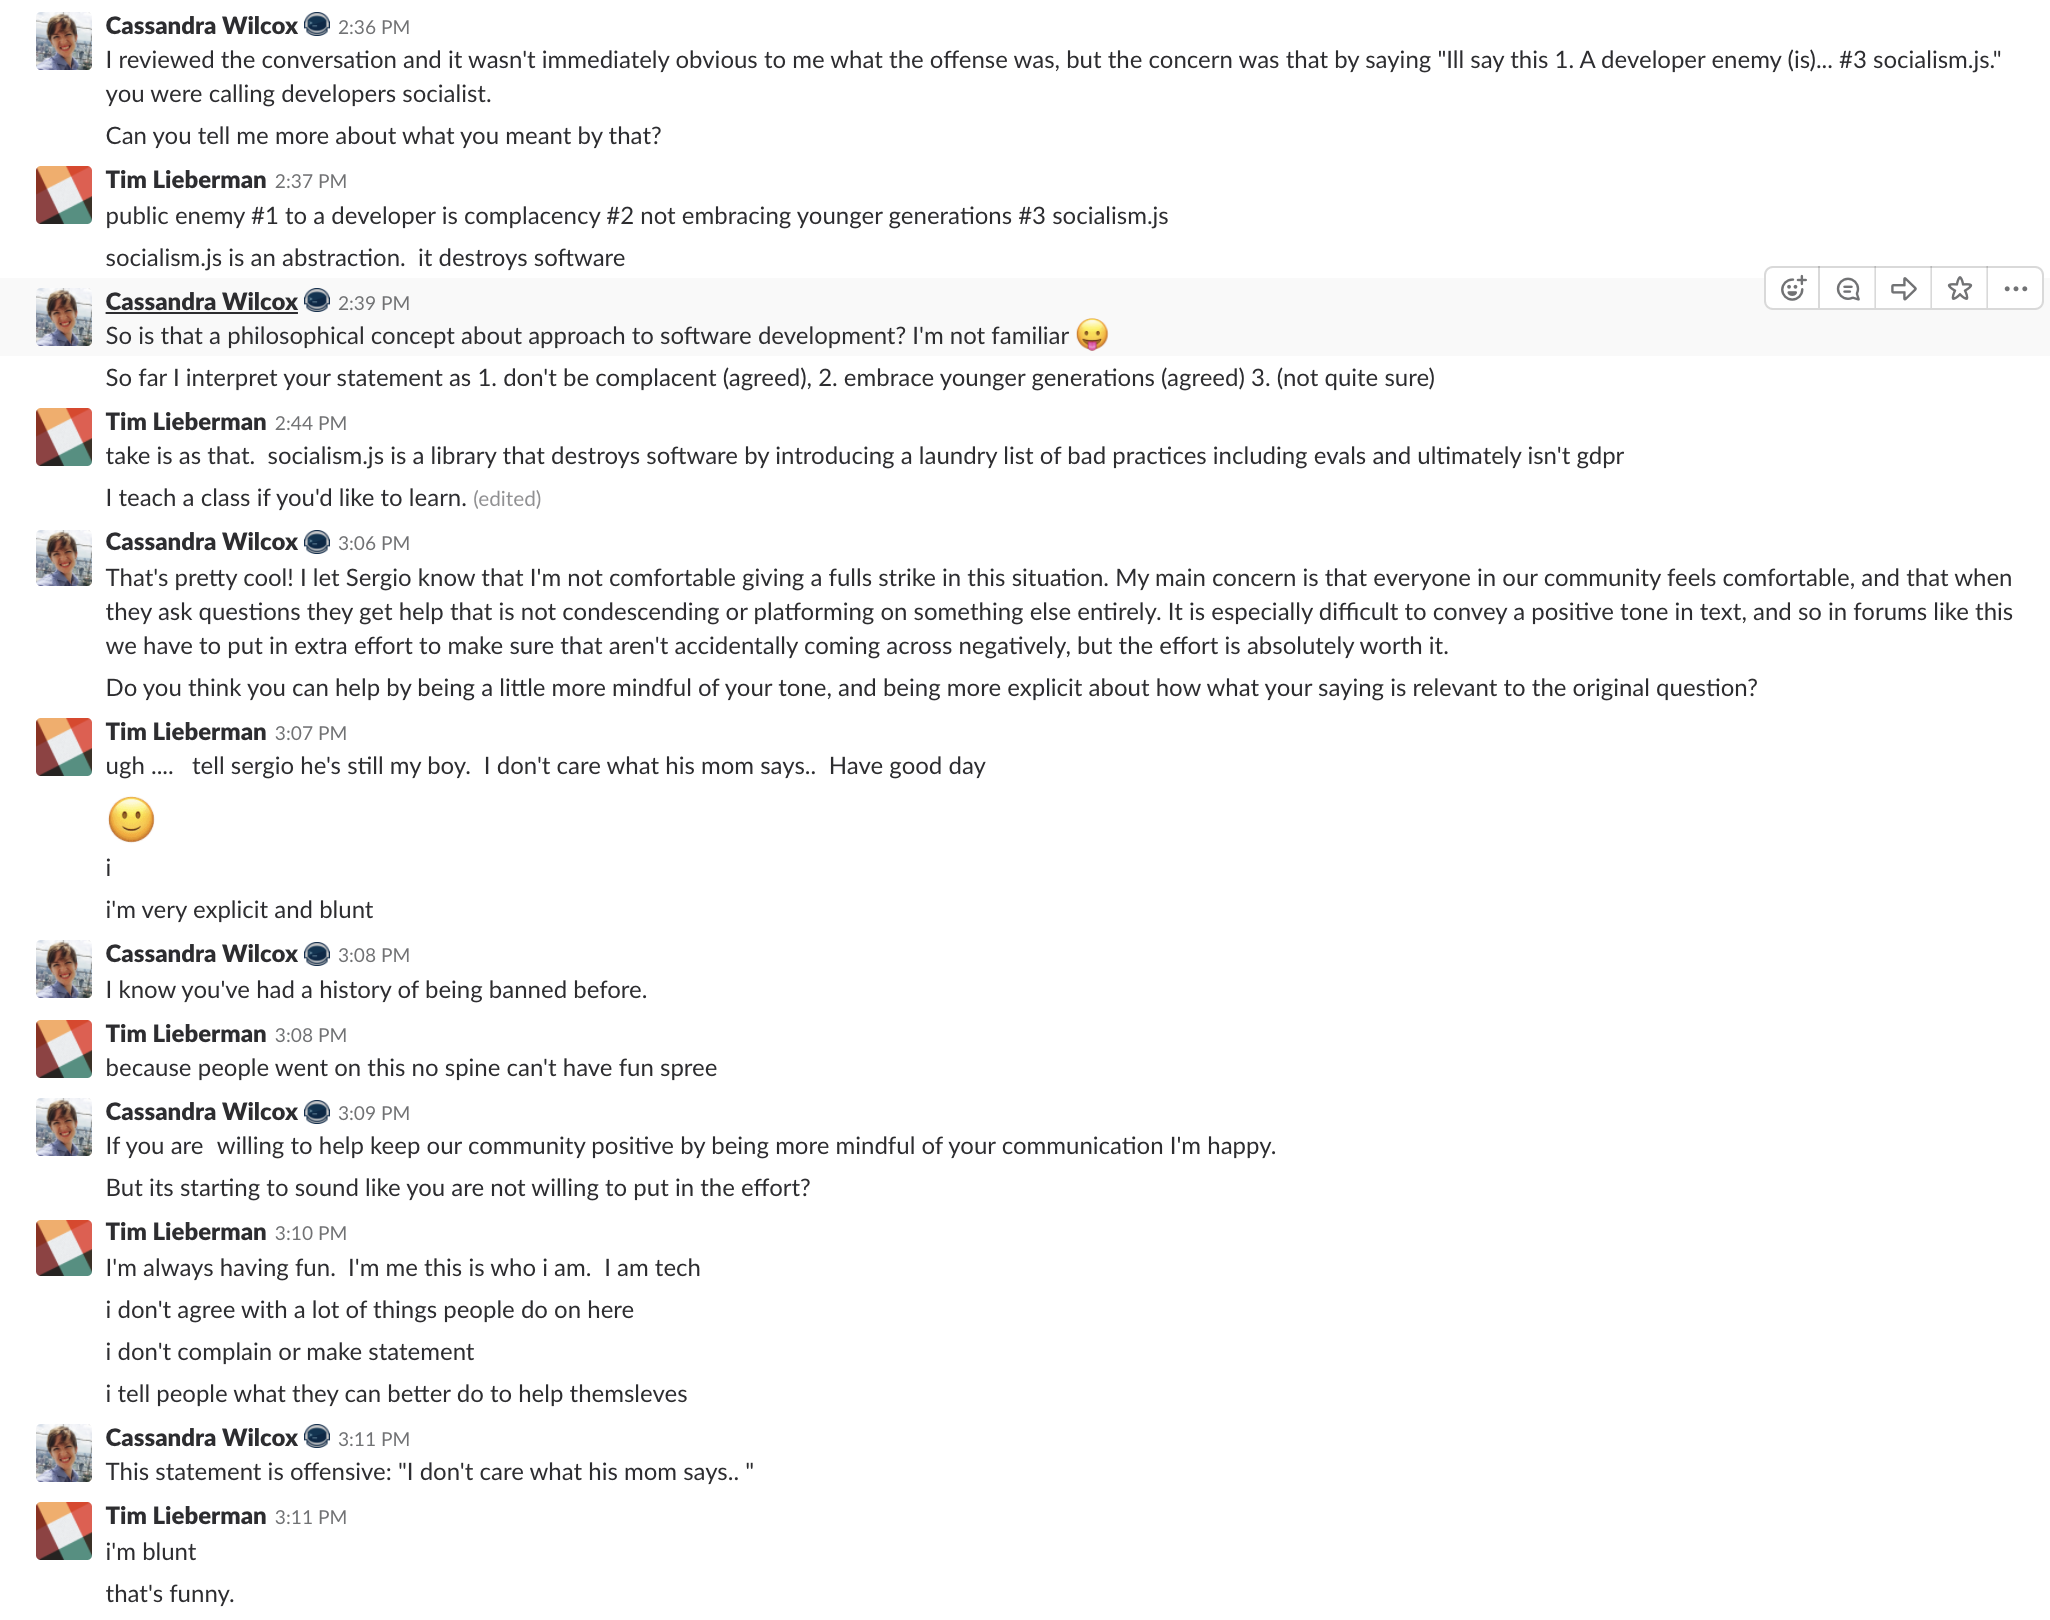 Cassandra Wilcox 2:36 PM
I reviewed the conversation and it wasn't immediately obvious to me what the offense was, but the concern was that by saying "Ill say this 1. A developer enemy (is)... #3 socialism.js."
you were calling developers socialist.
Can you tell me more about what you meant by that?
Tim Lieberman 2:37 PM
public enemy #1 to a developer is complacency #2 not embracing younger generations #3 socialism.js
socialism.js is an abstraction.  it destroys software
Cassandra Wilcox 2:39 PM
So is that a philosophical concept about approach to software development? I'm not familiar 😛
So far I interpret your statement as 1. don't be complacent (agreed), 2. embrace younger generations (agreed) 3. (not quite sure)
Tim Lieberman 2:44 PM
take is as that.  socialism.js is a library that destroys software by introducing a laundry list of bad practices including evals and ultimately isn't gdpr
I teach a class if you'd like to learn. (edited)
Cassandra Wilcox 3:06 PM
That's pretty cool! I let Sergio know that I'm not comfortable giving a fulls strike in this situation. My main concern is that everyone in our community feels comfortable, and that when
they ask questions they get help that is not condescending or platforming on something else entirely. It is especially difficult to convey a positive tone in text, and so in forums like this
we have to put in extra effort to make sure that aren't accidentally coming across negatively, but the effort is absolutely worth it.
Do you think you can help by being a little more mindful of your tone, and being more explicit about how what your saying is relevant to the original question?
Tim Lieberman 3:07 PM
ugh ....   tell sergio he's still my boy.  I don't care what his mom says..  Have good day
🙂
i
i'm very explicit and blunt
Cassandra Wilcox 3:08 PM
I know you've had a history of being banned before.
Tim Lieberman 3:08 PM
because people went on this no spine can't have fun spree
Cassandra Wilcox 3:09 PM
If you are  willing to help keep our community positive by being more mindful of your communication I'm happy.
But its starting to sound like you are not willing to put in the effort?
Tim Lieberman 3:10 PM
I'm always having fun.  I'm me this is who i am.  I am tech
i don't agree with a lot of things people do on here
i don't complain or make statement
i tell people what they can better do to help themsleves
Cassandra Wilcox 3:11 PM
This statement is offensive: "I don't care what his mom says.. "
Tim Lieberman 3:11 PM
i'm blunt
that's funny.